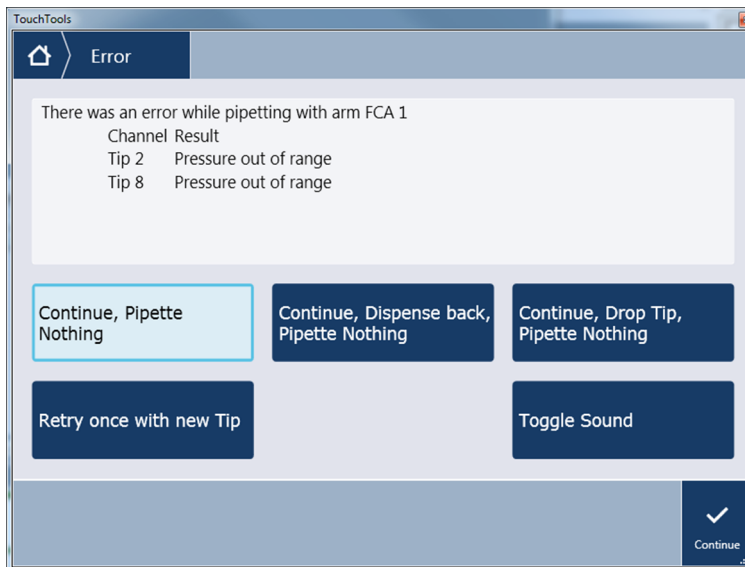 TouchTools
Error
There was an error while pipetting with arm FCA 1
Channel Result
Tip 2 Pressure out of range
Tip 8 Pressure out of range
Continue, Pipette
Nothing
Continue, Dispense back,
Pipette Nothing
Continue, Drop Tip,
Pipette Nothing
Retry once with new Tip
Toggle Sound
Continue